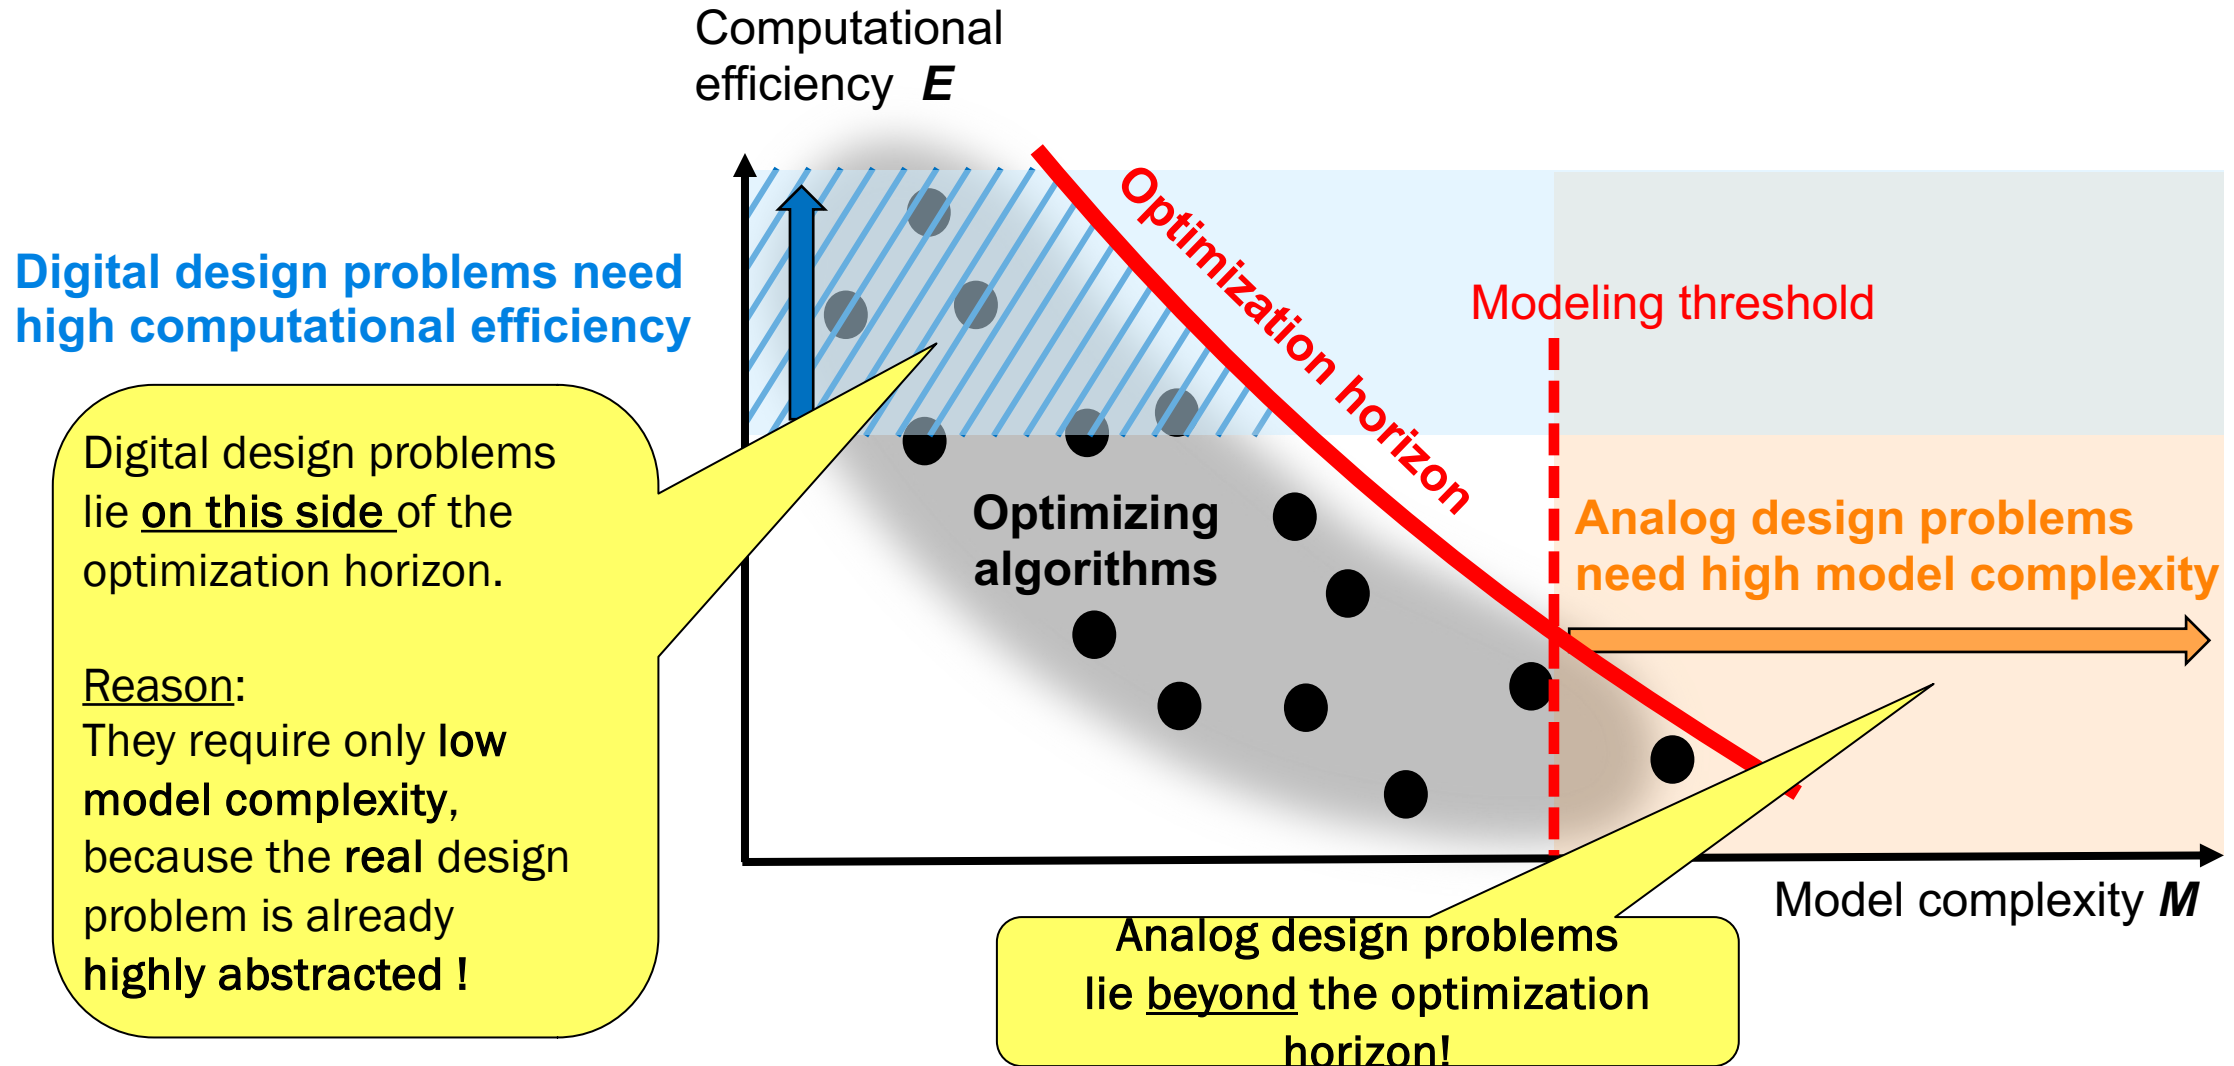 Computational
efficiency E
Optimization horizon
Digital design problems need
high computational efficiency
Modeling threshold
Digital design problems
lie on this side of the
optimization horizon.
Reason:
They require only low
model complexity,
because the real design
problem is already
highly abstracted !
Optimizing
algorithms
Analog design problems
need high model complexity
Model complexity M
Analog design problems
lie beyond the optimization
horizon!